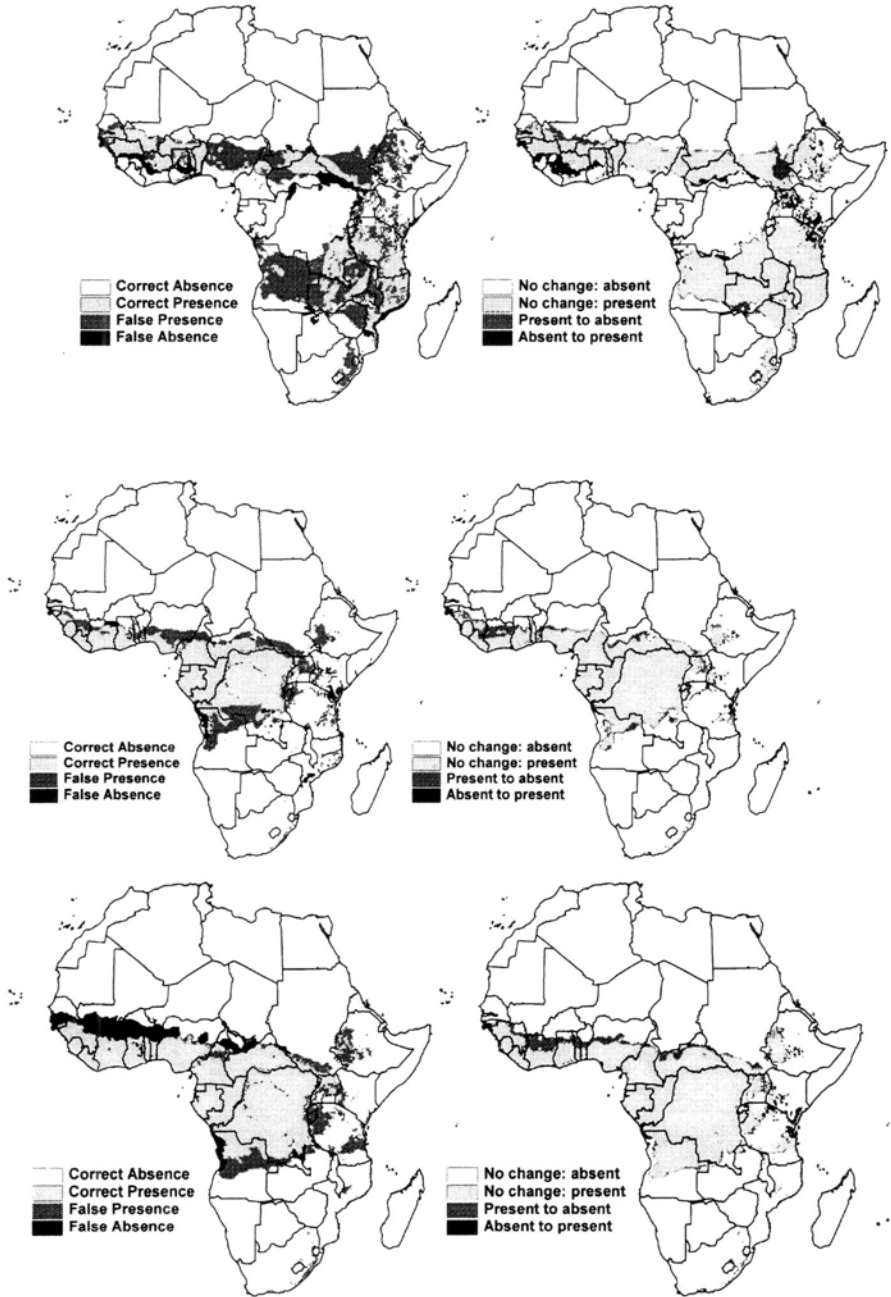 Correct Absence
Correct Presence
False Presence
False Absence
No change: absent
No change: present
Present to absent
Absent to present
Correct Absence
Correct Presence
False Presence
False Absence
No change: absent
No change: present
Present to absent
Absent to present
Correct Absence
Correct Presence
False Presence
False Absence
No change: absent
No change: present
Present to absent
Absent to present